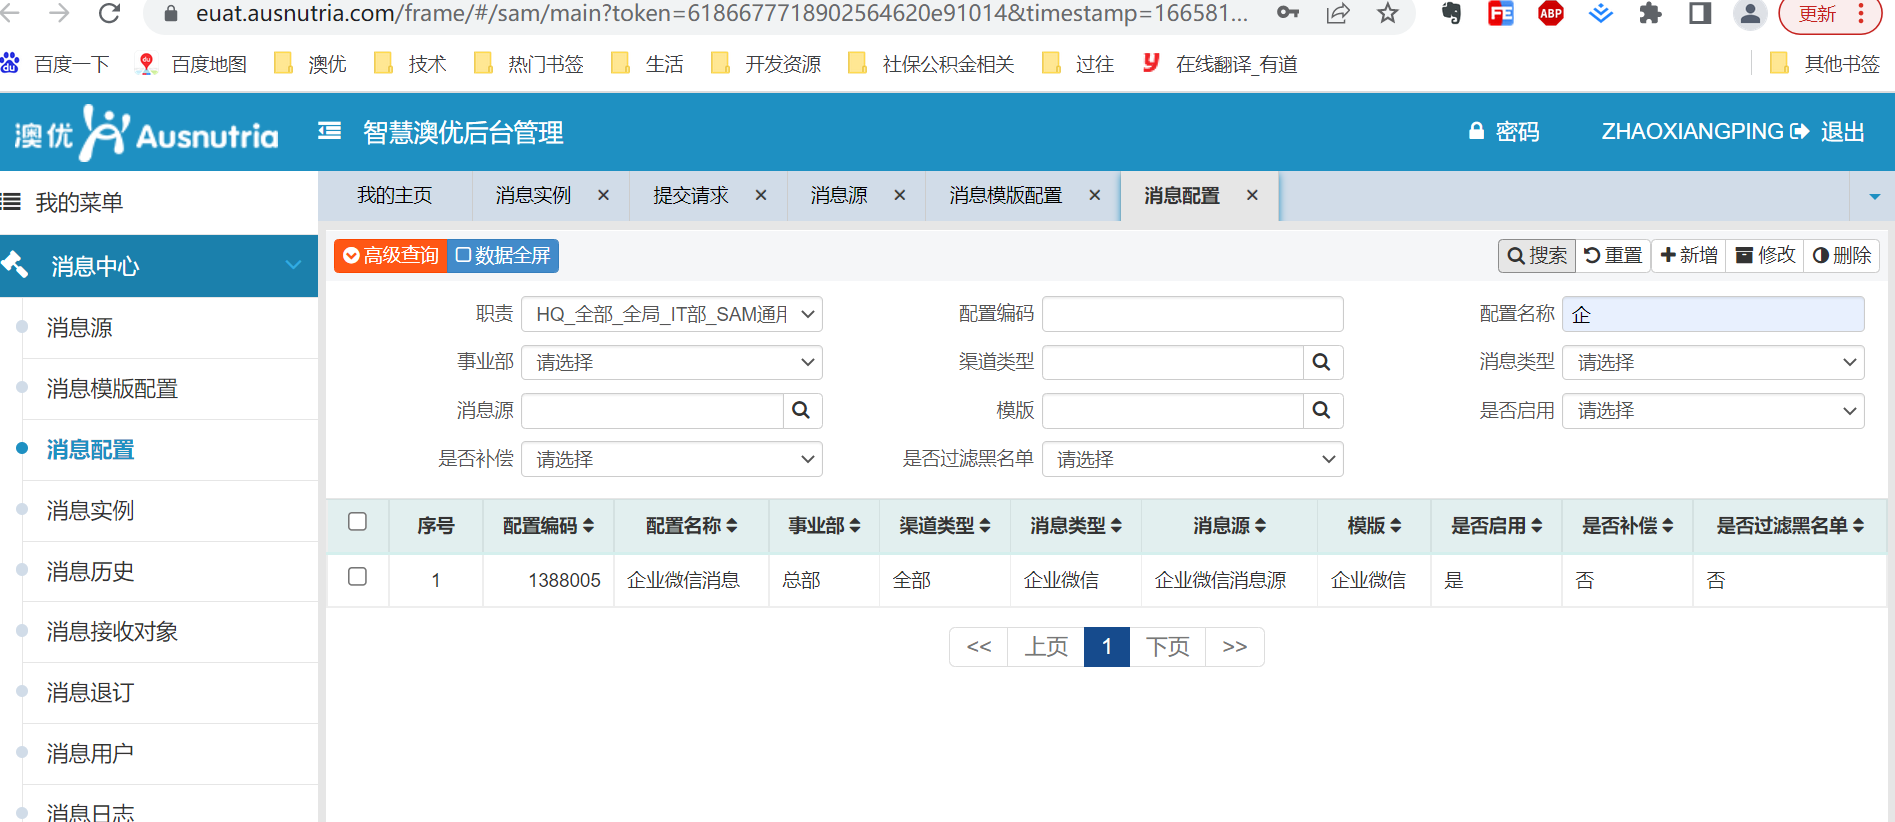 euat.ausnutria.com/frame/#/sam/main?token=6186677718902564620e91014&timestamp=166581...
ABP
更新
百度一下 百度地图 澳优 技术 热门书签 生活 开发资源 社保公积金相关 过往 在线翻译_有道 其他书签
澳优 Ausnutria 智慧澳优后台管理 密码 ZHAOXIANGPING 退出
我的菜单
我的主页 消息实例 × 提交请求 × 消息源 × 消息模版配置 × 消息配置 ×
消息中心
消息源
消息模版配置
消息配置
消息实例
消息历史
消息接收对象
消息退订
消息用户
消息日志
高级查询 数据全屏 搜索 重置 新增 修改 删除
职责 HQ_全部_全局_IT部_SAM通用 配置编码 配置名称 企
事业部 请选择 渠道类型 消息类型 请选择
消息源 模版 是否启用 请选择
是否补偿 请选择 是否过滤黑名单 请选择
序号 配置编码 配置名称 事业部 渠道类型 消息类型 消息源 模版 是否启用 是否补偿 是否过滤黑名单
1 1388005 企业微信消息 总部 全部 企业微信 企业微信消息源 企业微信 是 否 否
<< 上页 1 下页 >>